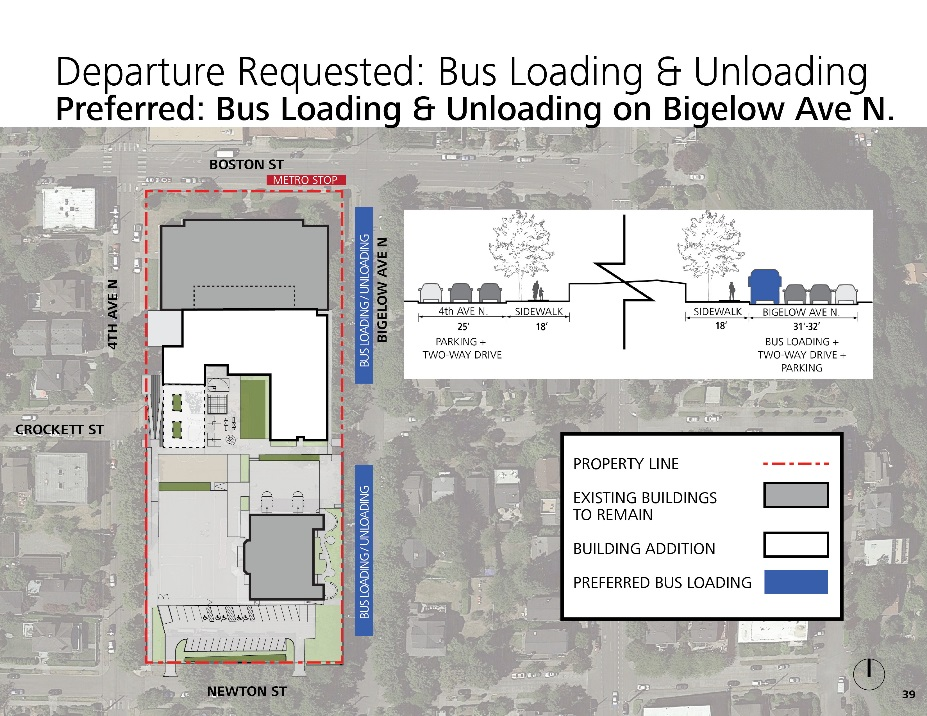 Departure Requested: Bus Loading & Unloading
Preferred: Bus Loading & Unloading on Bigelow Ave N.
BOSTON ST
METRO STOP
4TH AVE N
BUS LOADING / UNLOADING
BIGELOW AVE N
4th AVE N.
SIDEWALK
25'
18'
PARKING +
TWO-WAY DRIVE
SIDEWALK
BIGELOW AVE N.
18'
31'-32'
BUS LOADING +
TWO-WAY DRIVE +
PARKING
CROCKETT ST
BUS LOADING / UNLOADING
PROPERTY LINE
EXISTING BUILDINGS
TO REMAIN
BUILDING ADDITION
PREFERRED BUS LOADING
NEWTON ST
39